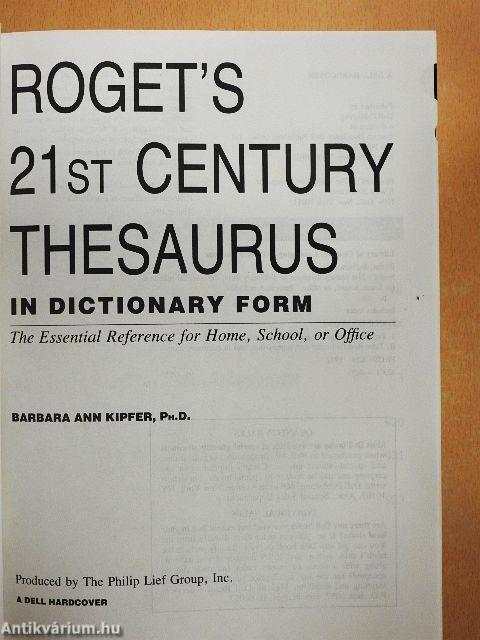 ROGET'S
21ST CENTURY
THESAURUS
IN DICTIONARY FORM
The Essential Reference for Home, School, or Office
BARBARA ANN KIPFER, PH.D.
Produced by The Philip Lief Group, Inc.
A DELL HARDCOVER
Antikvárium.hu